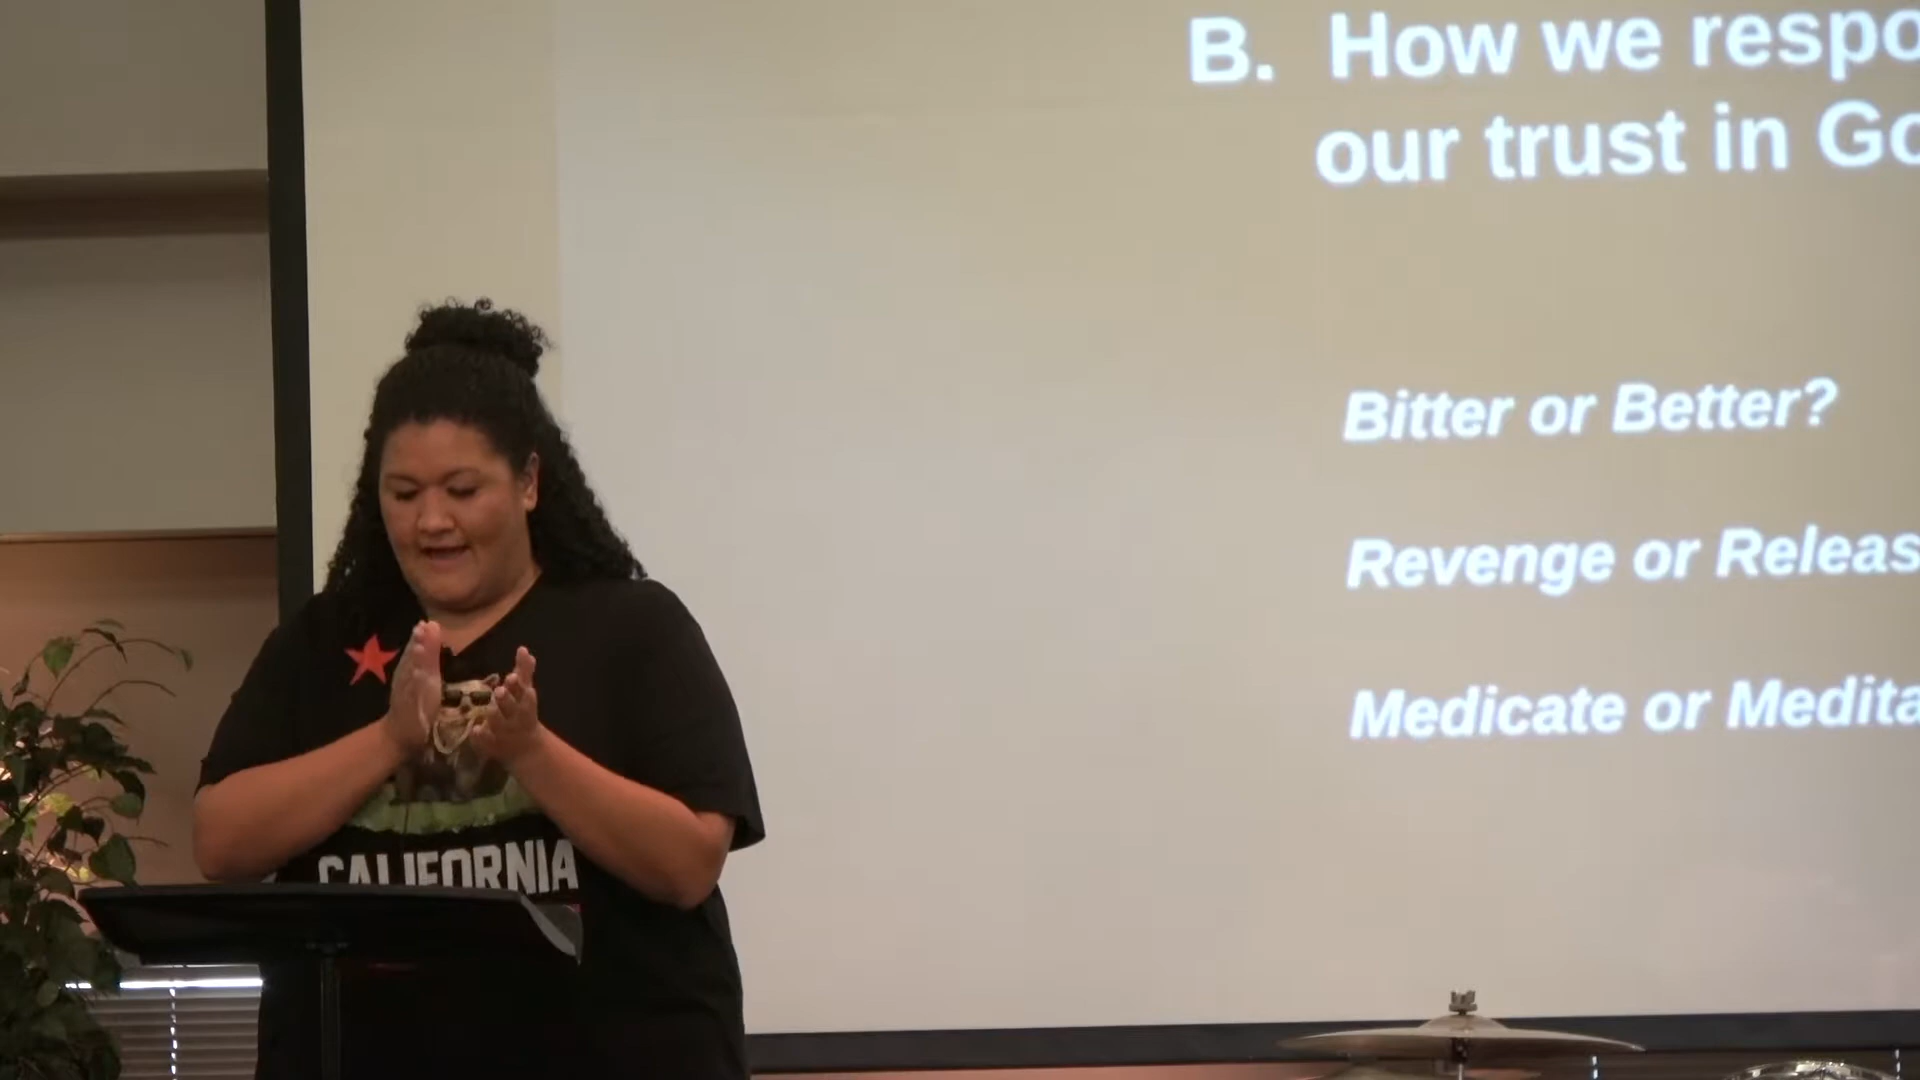 B. How we respo
our trust in Go
Bitter or Better?
Revenge or Releas
Medicate or Medita
CALIFORNIA